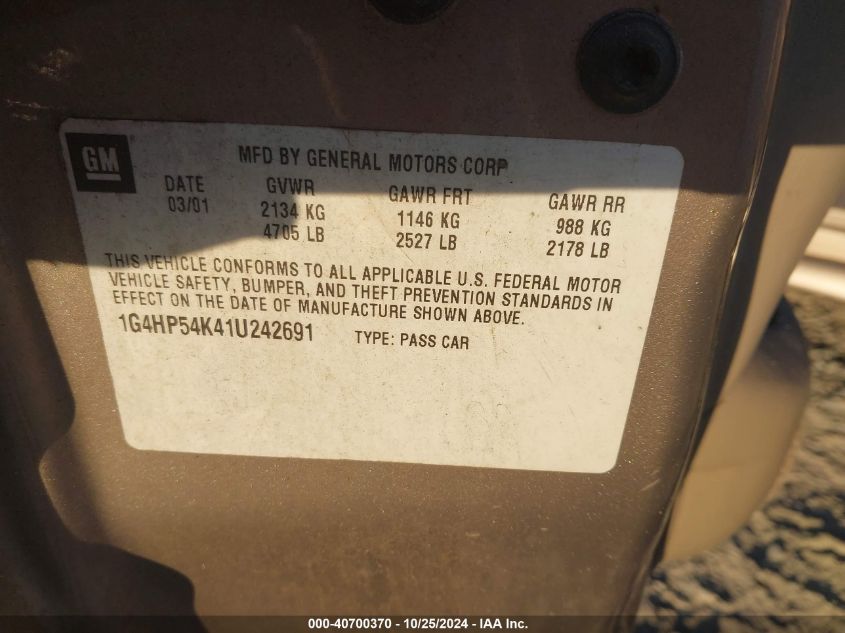 GM
MFD BY GENERAL MOTORS CORP
DATE GVWR GAWR FRT GAWR RR
03/01 2134 KG 1146 KG 988 KG
4705 LB 2527 LB 2178 LB
THIS VEHICLE CONFORMS TO ALL APPLICABLE U.S. FEDERAL MOTOR
VEHICLE SAFETY, BUMPER, AND THEFT PREVENTION STANDARDS IN
EFFECT ON THE DATE OF MANUFACTURE SHOWN ABOVE.
1G4HP54K41U242691 TYPE: PASS CAR
000-40700370 - 10/25/2024 - IAA Inc.